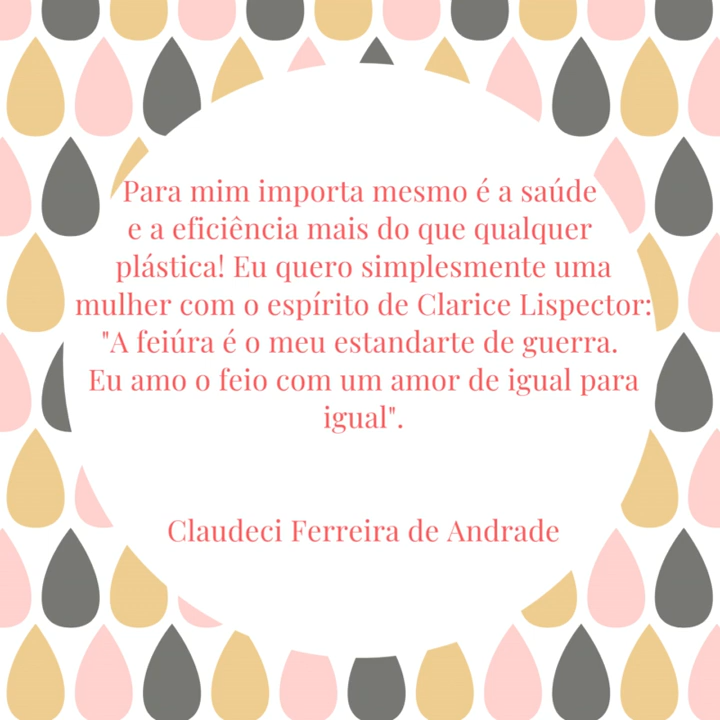 Para mim importa mesmo é a saúde
e a eficiência mais do que qualquer
plástica! Eu quero simplesmente uma
mulher com o espírito de Clarice Lispector:
"A feiúra é o meu estandarte de guerra.
Eu amo o feio com um amor de igual para
igual".
Claudeci Ferreira de Andrade